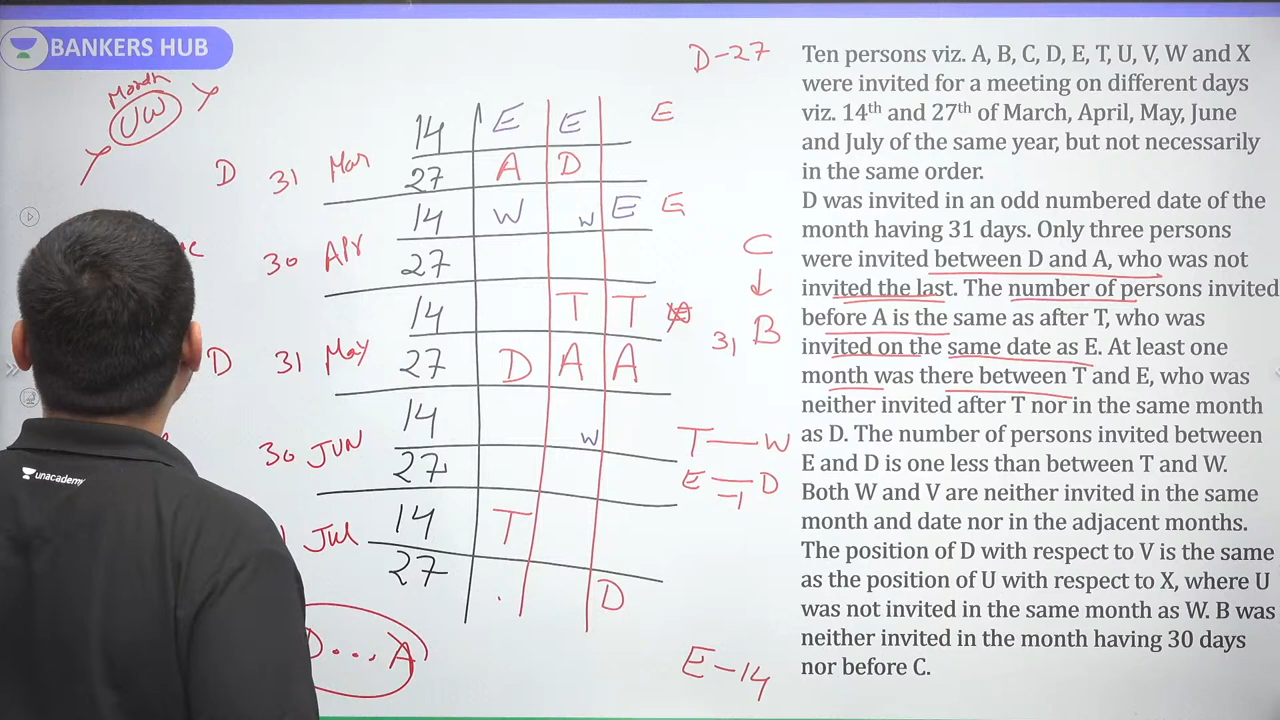 BANKERS HUB
Month
UW
D-27
Ten persons viz. A, B, C, D, E, T, U, V, W and X
were invited for a meeting on different days
viz. 14th and 27th of March, April, May, June
and July of the same year, but not necessarily
in the same order.
D was invited in an odd numbered date of the
month having 31 days. Only three persons
were invited between D and A, who was not
invited the last. The number of persons invited
before A is the same as after T, who was
invited on the same date as E. At least one
month was there between T and E, who was
neither invited after T nor in the same month
as D. The number of persons invited between
E and D is one less than between T and W.
Both W and V are neither invited in the same
month and date nor in the adjacent months.
The position of D with respect to V is the same
as the position of U with respect to X, where U
was not invited in the same month as W. B was
neither invited in the month having 30 days
nor before C.
14 E E E
D 31 Mar 27 A D
14 W W E E
30 APr 27
14 T T
D 31 May 27 D A A
14 W
30 JUN 27
14 T
Jul 27
D
C
↓
31 B
T — W
E — D
-1
D...A
E-14
unacademy